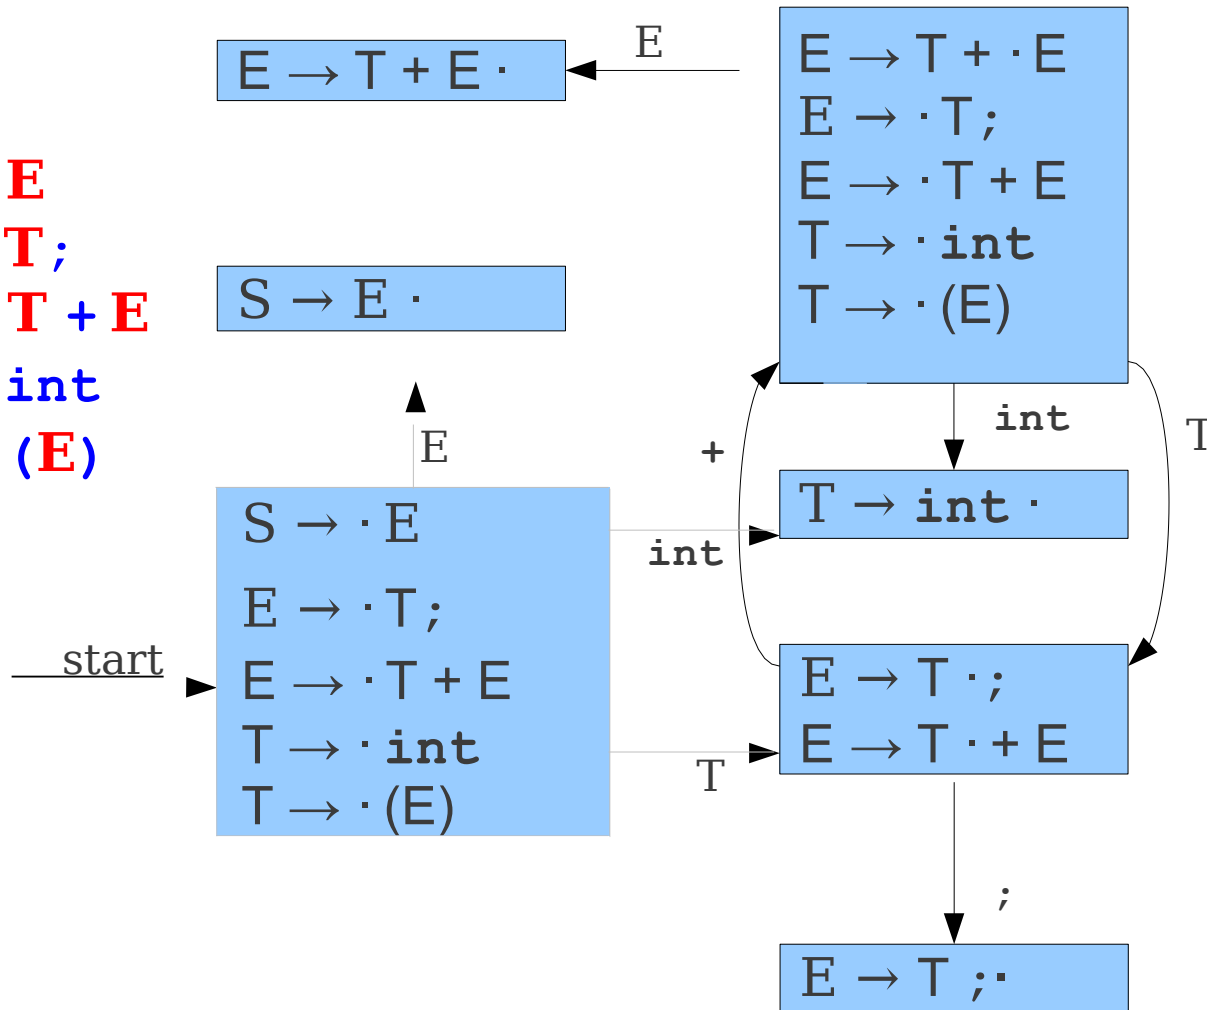 E
T;
T + E
int
(E)
E → T + E ·
E
S → E ·
E
start
S → · E
E → · T ;
E → · T + E
T → · int
T → · (E)
int
T
E → T + · E
E → · T ;
E → · T + E
T → · int
T → · (E)
+
int
T
T → int ·
E → T · ;
E → T · + E
;
E → T ; ·